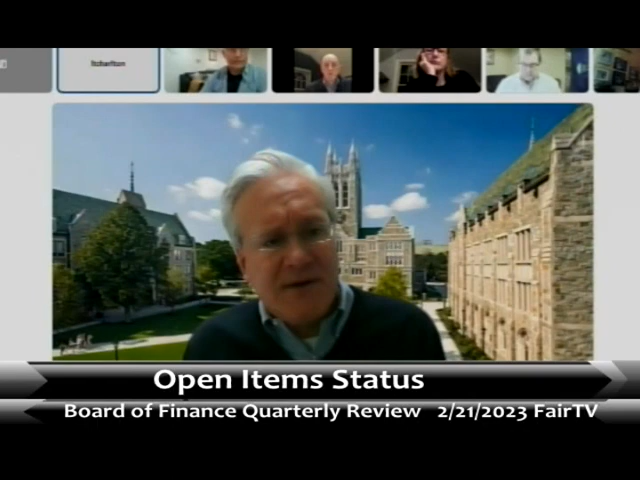 Open Items Status
Board of Finance Quarterly Review 2/21/2023 FairTV